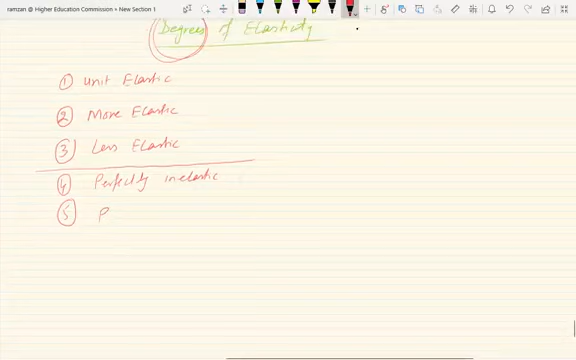 ramzan @ Higher Education Commission » New Section 1
Degrees of Elasticity
① Unit Elastic
② More Elastic
③ Less Elastic
④ Perfectly inelastic
⑤ P